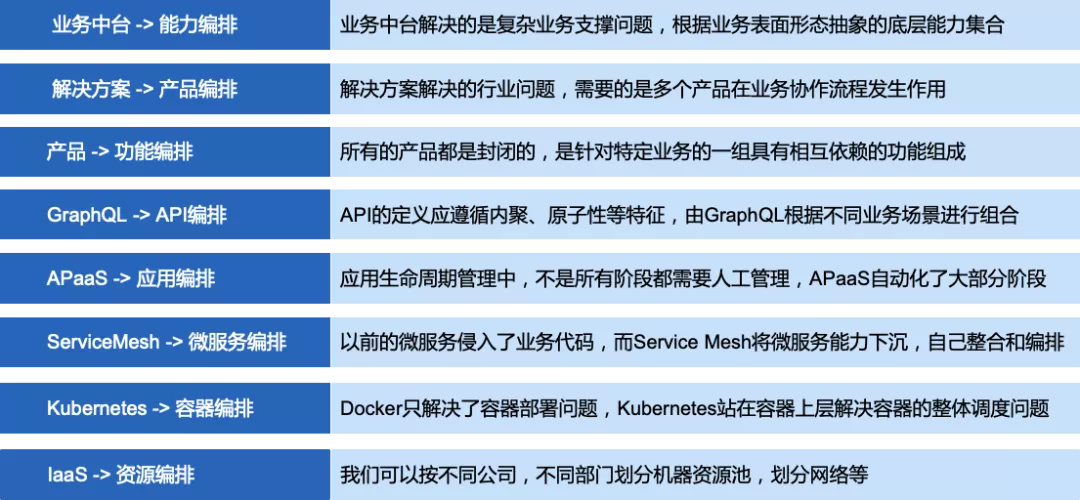 业务中台 -> 能力编排
业务中台解决的是复杂业务支撑问题，根据业务表面形态抽象的底层能力集合
解决方案 -> 产品编排
解决方案解决的行业问题，需要的是多个产品在业务协作流程发生作用
产品 -> 功能编排
所有的产品都是封闭的，是针对特定业务的一组具有相互依赖的功能组成
GraphQL -> API编排
API的定义应遵循内聚、原子性等特征，由GraphQL根据不同业务场景进行组合
APaaS -> 应用编排
应用生命周期管理中，不是所有阶段都需要人工管理，APaaS自动化了大部分阶段
ServiceMesh -> 微服务编排
以前的微服务侵入了业务代码，而Service Mesh将微服务能力下沉，自己整合和编排
Kubernetes -> 容器编排
Docker只解决了容器部署问题，Kubernetes站在容器上层解决容器的整体调度问题
IaaS -> 资源编排
我们可以按不同公司，不同部门划分机器资源池，划分网络等